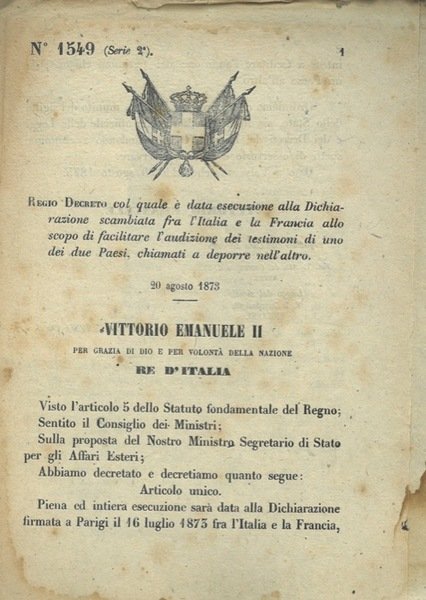 N° 1549 (Serie 2ª). 1
REGIO DECRETO col quale è data esecuzione alla Dichia-
razione scambiata fra l'Italia e la Francia allo
scopo di facilitare l'audizione dei testimoni di uno
dei due Paesi, chiamati a deporre nell'altro.
20 agosto 1873
VITTORIO EMANUELE II
PER GRAZIA DI DIO E PER VOLONTÀ DELLA NAZIONE
RE D'ITALIA
Visto l'articolo 5 dello Statuto fondamentale del Regno;
Sentito il Consiglio dei Ministri;
Sulla proposta del Nostro Ministro Segretario di Stato
per gli Affari Esteri;
Abbiamo decretato e decretiamo quanto segue:
Articolo unico.
Piena ed intiera esecuzione sarà data alla Dichiarazione
firmata a Parigi il 16 luglio 1873 fra l'Italia e la Francia,